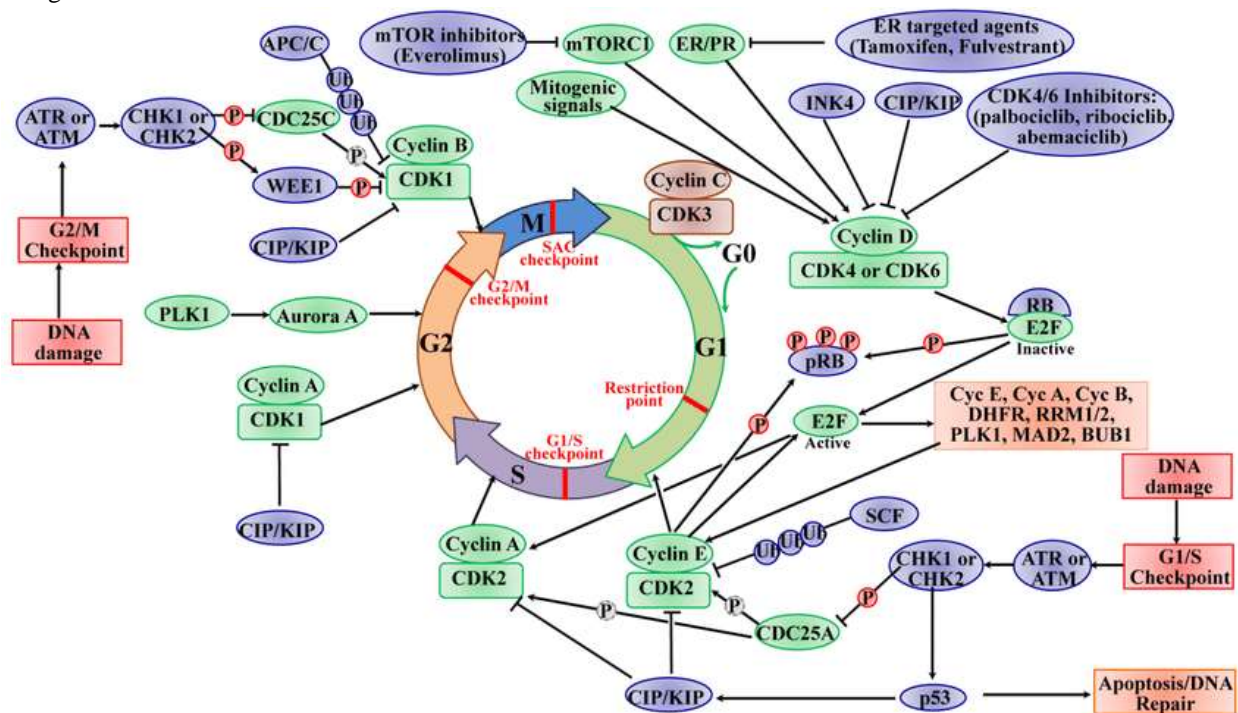 APC/C
Ub
Ub
Ub
mTOR inhibitors
(Everolimus)
mTORC1
ER/PR
ER targeted agents
(Tamoxifen, Fulvestrant)
Mitogenic
signals
INK4
CIP/KIP
CDK4/6 Inhibitors:
(palbociclib, ribociclib,
abemaciclib)
ATR or
ATM
CHK1 or
CHK2
P
P
CDC25C
P
WEE1
P
Cyclin B
CDK1
CIP/KIP
G2/M
Checkpoint
DNA
damage
PLK1
Aurora A
Cyclin A
CDK1
CIP/KIP
M
SAC
checkpoint
G2/M
checkpoint
G2
S
G1/S
checkpoint
Restriction
point
G1
G0
Cyclin C
CDK3
Cyclin D
CDK4 or CDK6
RB
E2F
Inactive
P
P
P
P
pRB
P
E2F
Active
Cyc E, Cyc A, Cyc B,
DHFR, RRM1/2,
PLK1, MAD2, BUB1
DNA
damage
G1/S
Checkpoint
ATR or
ATM
CHK1 or
CHK2
P
SCF
Ub
Ub
Ub
Cyclin A
CDK2
Cyclin E
CDK2
P
P
CDC25A
CIP/KIP
p53
Apoptosis/DNA
Repair